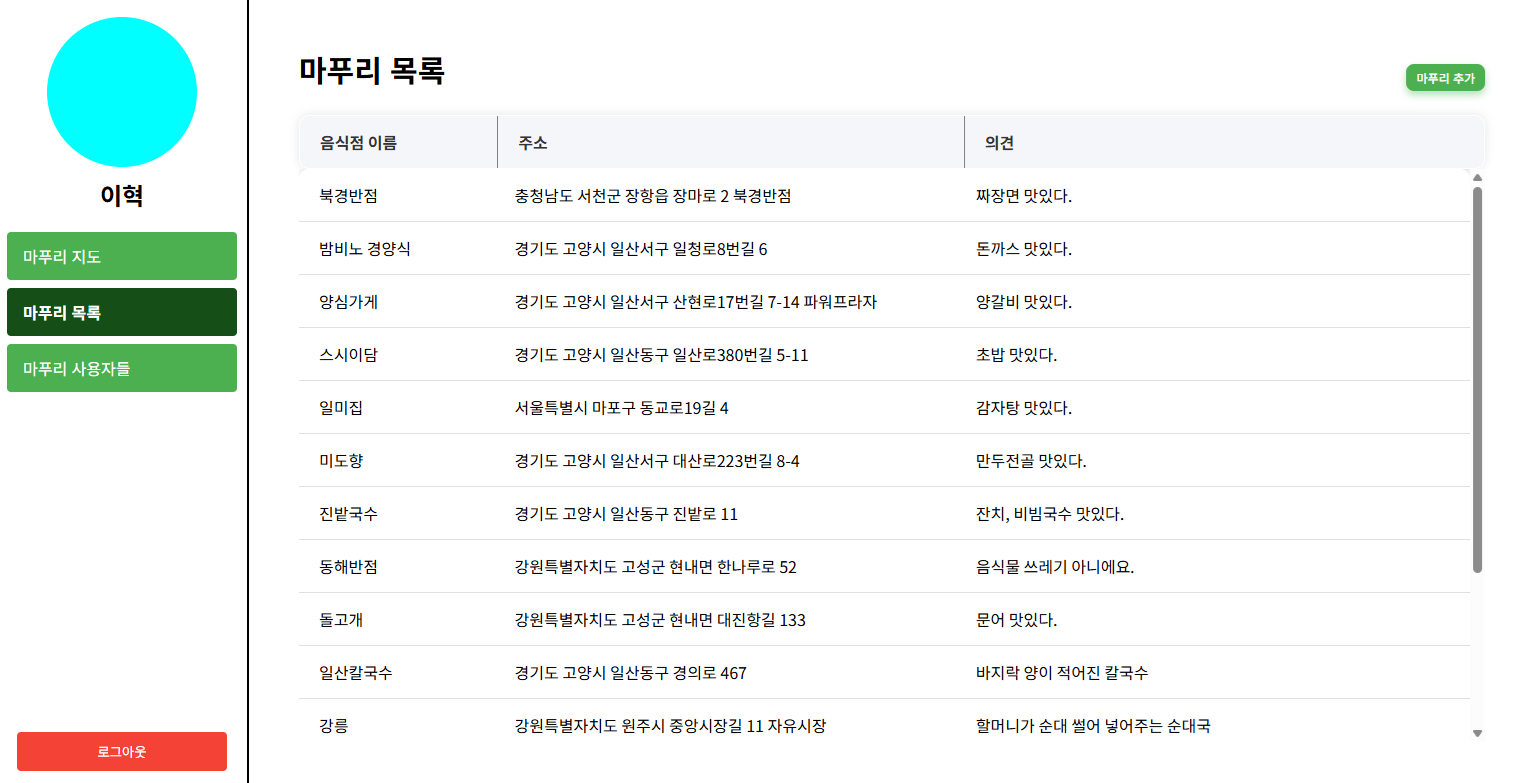 이혁
마푸리 지도
마푸리 목록
마푸리 사용자들
로그아웃
마푸리 목록
마푸리 추가
음식점 이름 주소 의견
북경반점 충청남도 서천군 장항읍 장마로 2 북경반점 짜장면 맛있다.
밤비노 경양식 경기도 고양시 일산서구 일청로8번길 6 돈까스 맛있다.
양심가게 경기도 고양시 일산서구 산현로17번길 7-14 파워프라자 양갈비 맛있다.
스시이담 경기도 고양시 일산동구 일산로380번길 5-11 초밥 맛있다.
일미집 서울특별시 마포구 동교로19길 4 감자탕 맛있다.
미도향 경기도 고양시 일산서구 대산로223번길 8-4 만두전골 맛있다.
진밭국수 경기도 고양시 일산동구 진밭로 11 잔치, 비빔국수 맛있다.
동해반점 강원특별자치도 고성군 현내면 한나루로 52 음식물 쓰레기 아니에요.
돌고개 강원특별자치도 고성군 현내면 대진항길 133 문어 맛있다.
일산칼국수 경기도 고양시 일산동구 경의로 467 바지락 양이 적어진 칼국수
강릉 강원특별자치도 원주시 중앙시장길 11 자유시장 할머니가 순대 썰어 넣어주는 순대국